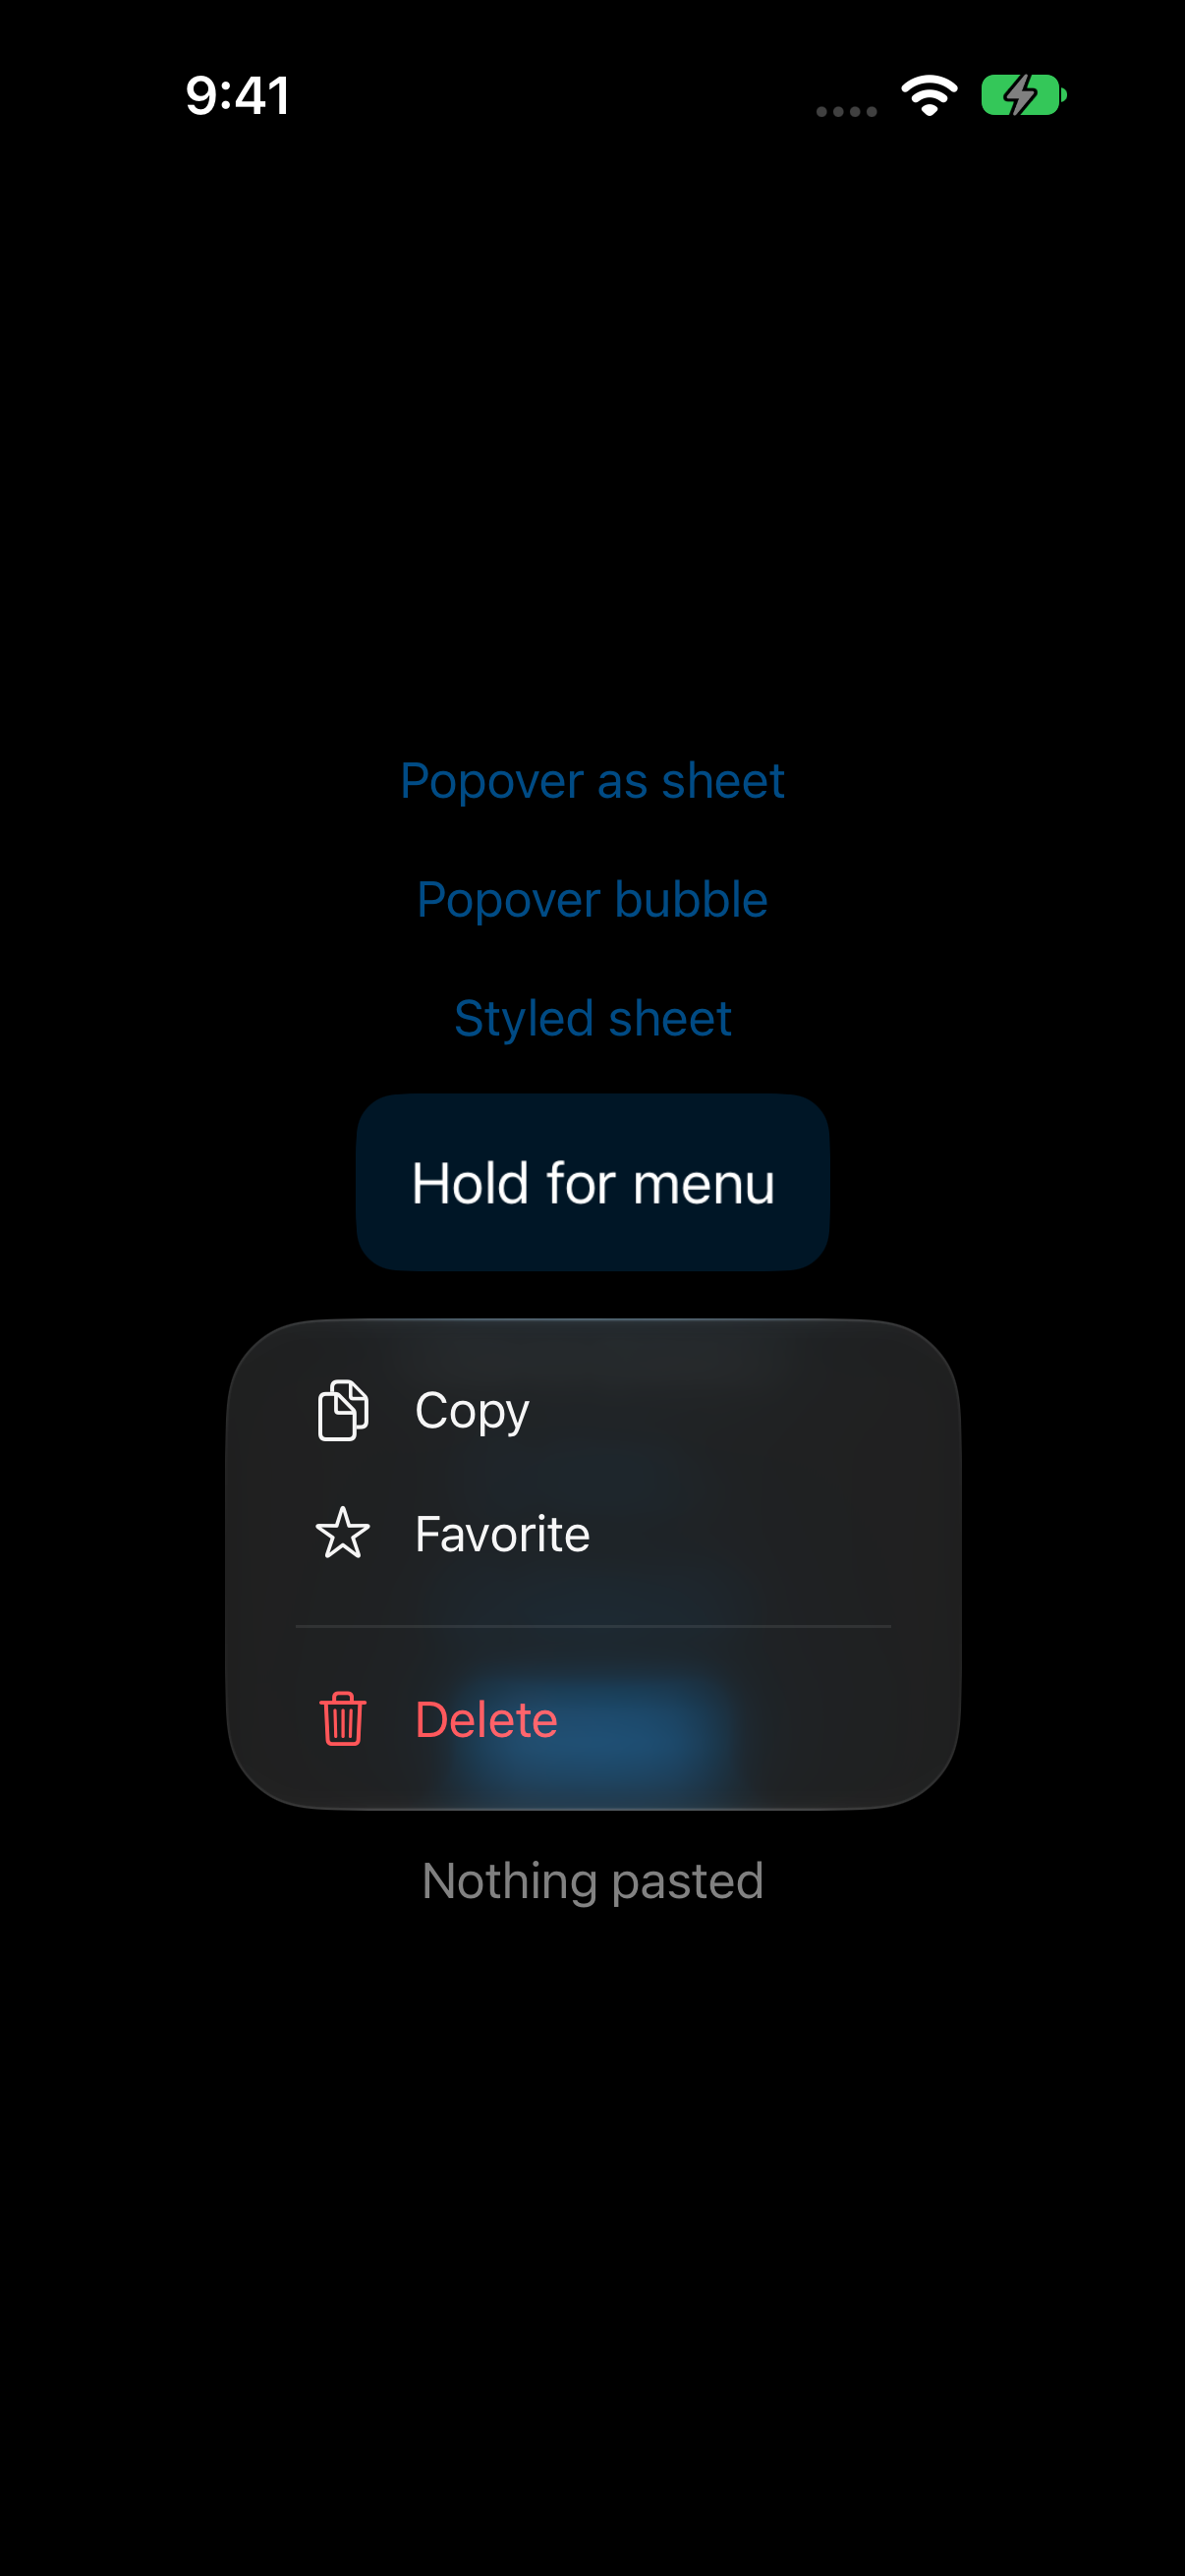 9:41
Popover as sheet
Popover bubble
Styled sheet
Hold for menu
Copy
Favorite
Delete
Nothing pasted